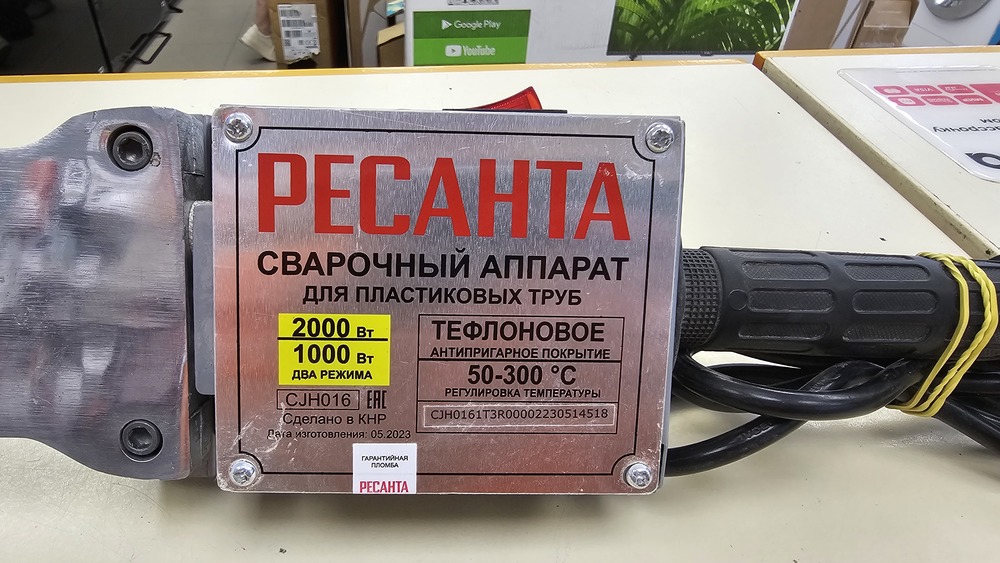 Google Play
YouTube
РЕСАНТА
СВАРОЧНЫЙ АППАРАТ
ДЛЯ ПЛАСТИКОВЫХ ТРУБ
2000 Вт
1000 Вт
ДВА РЕЖИМА
CJH016 EAC
Сделано в КНР
Дата изготовления: 05.2023
ТЕФЛОНОВОЕ
АНТИПРИГАРНОЕ ПОКРЫТИЕ
50-300 °C
РЕГУЛИРОВКА ТЕМПЕРАТУРЫ
CJH0161T3R00002230514518
ГАРАНТИЙНАЯ
ПЛОМБА
РЕСАНТА
VISA